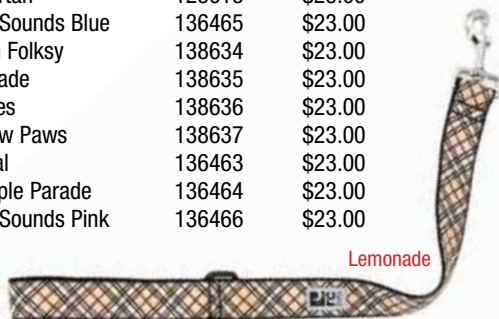 Sounds Blue 136465 $23.00
Folksy 138634 $23.00
ade 138635 $23.00
es 138636 $23.00
w Paws 138637 $23.00
al 136463 $23.00
ple Parade 136464 $23.00
Sounds Pink 136466 $23.00
Lemonade